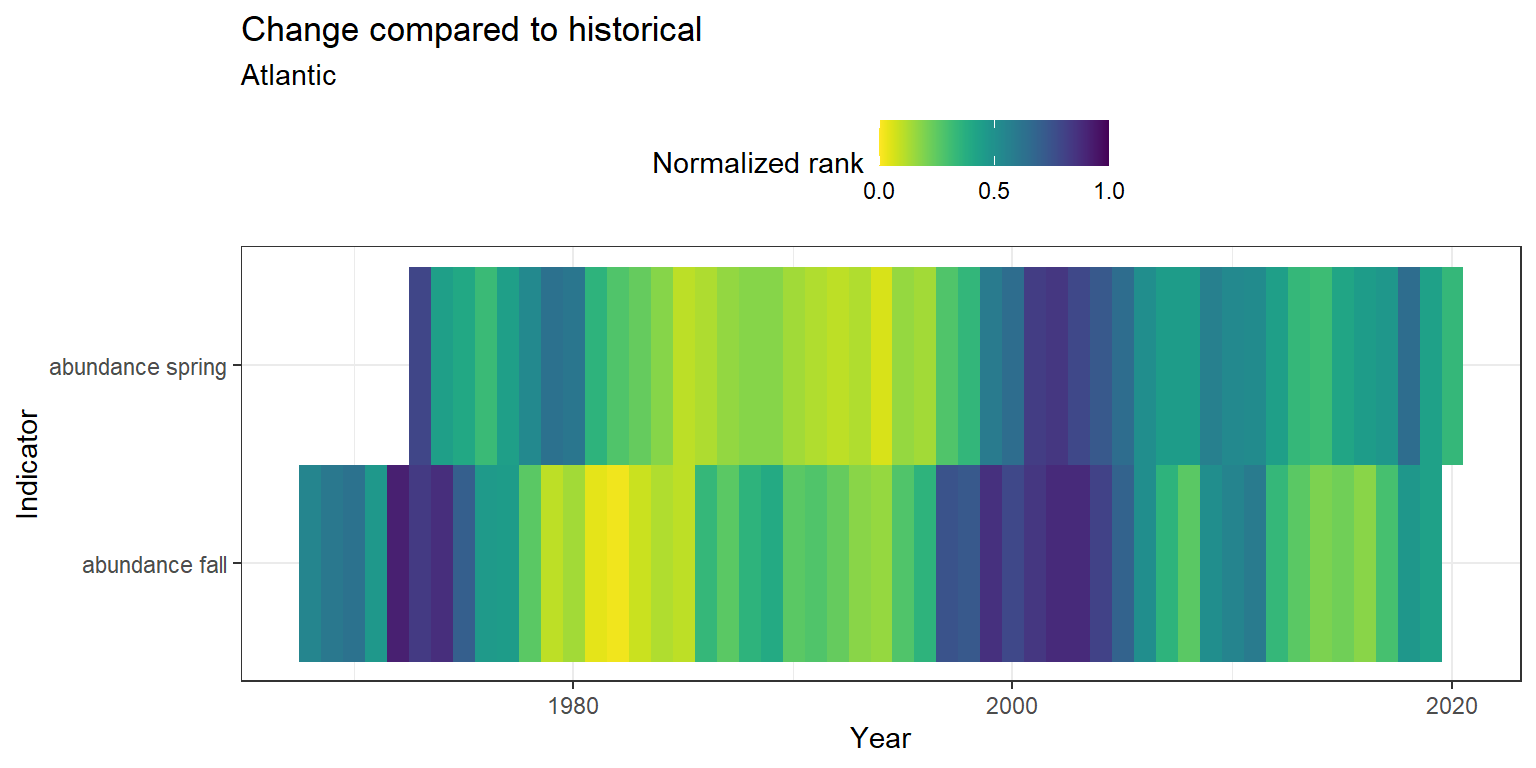 Change compared to historical
Atlantic
Normalized rank
0.0 0.5 1.0
abundance spring
abundance fall
Indicator
1980 2000 2020
Year